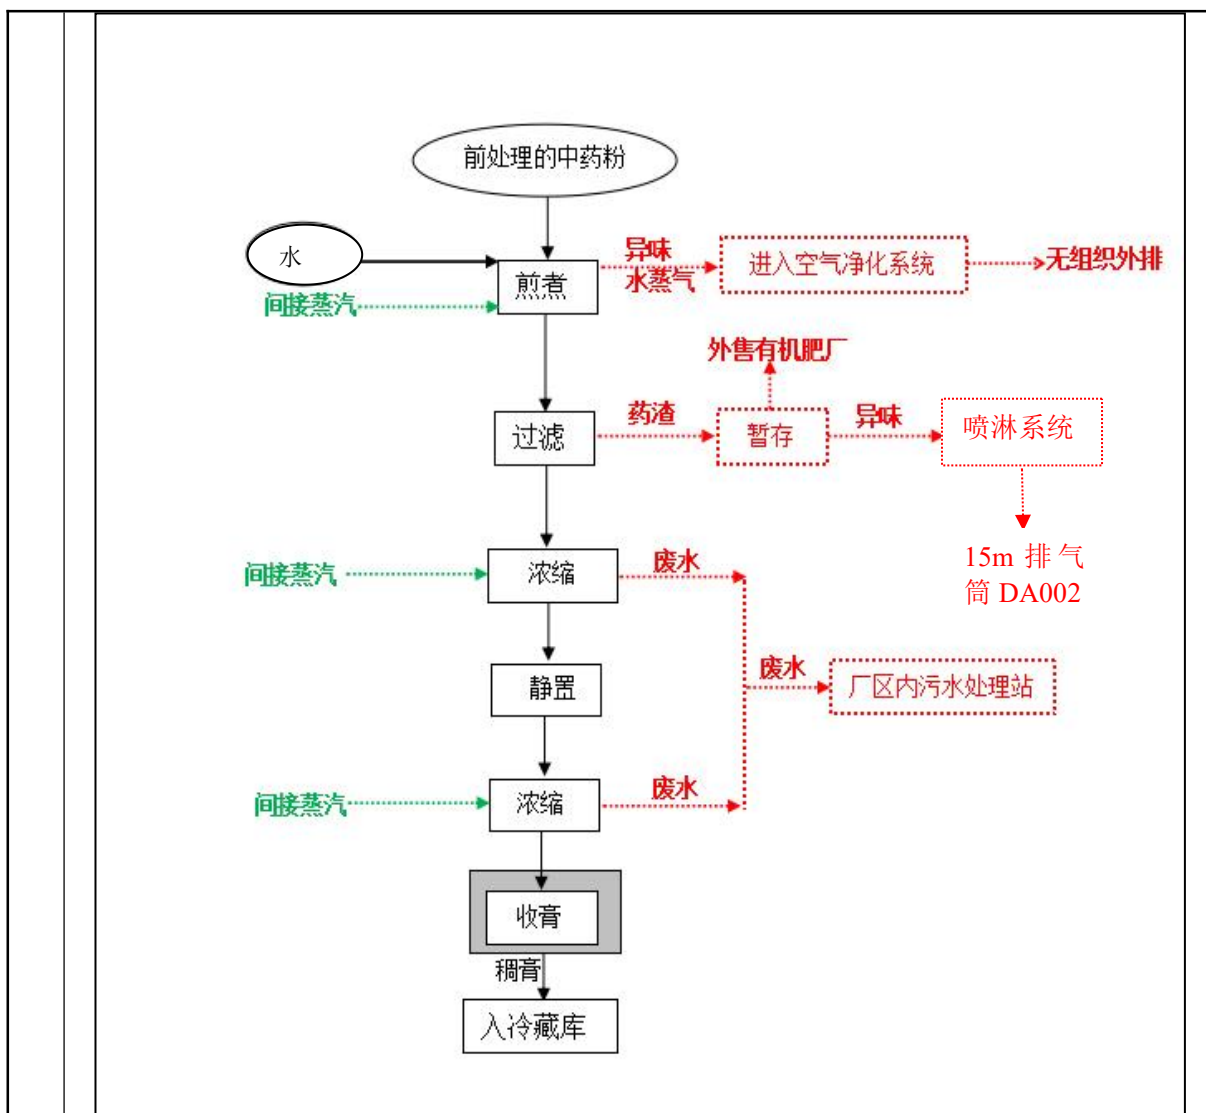 前处理的中药粉
水
异味
水蒸气
进入空气净化系统
无组织外排
煎煮
间接蒸汽
外售有机肥厂
过滤
药渣
暂存
异味
喷淋系统
15m 排气
筒 DA002
间接蒸汽
浓缩
废水
静置
废水
厂区内污水处理站
间接蒸汽
浓缩
废水
收膏
稠膏
入冷藏库